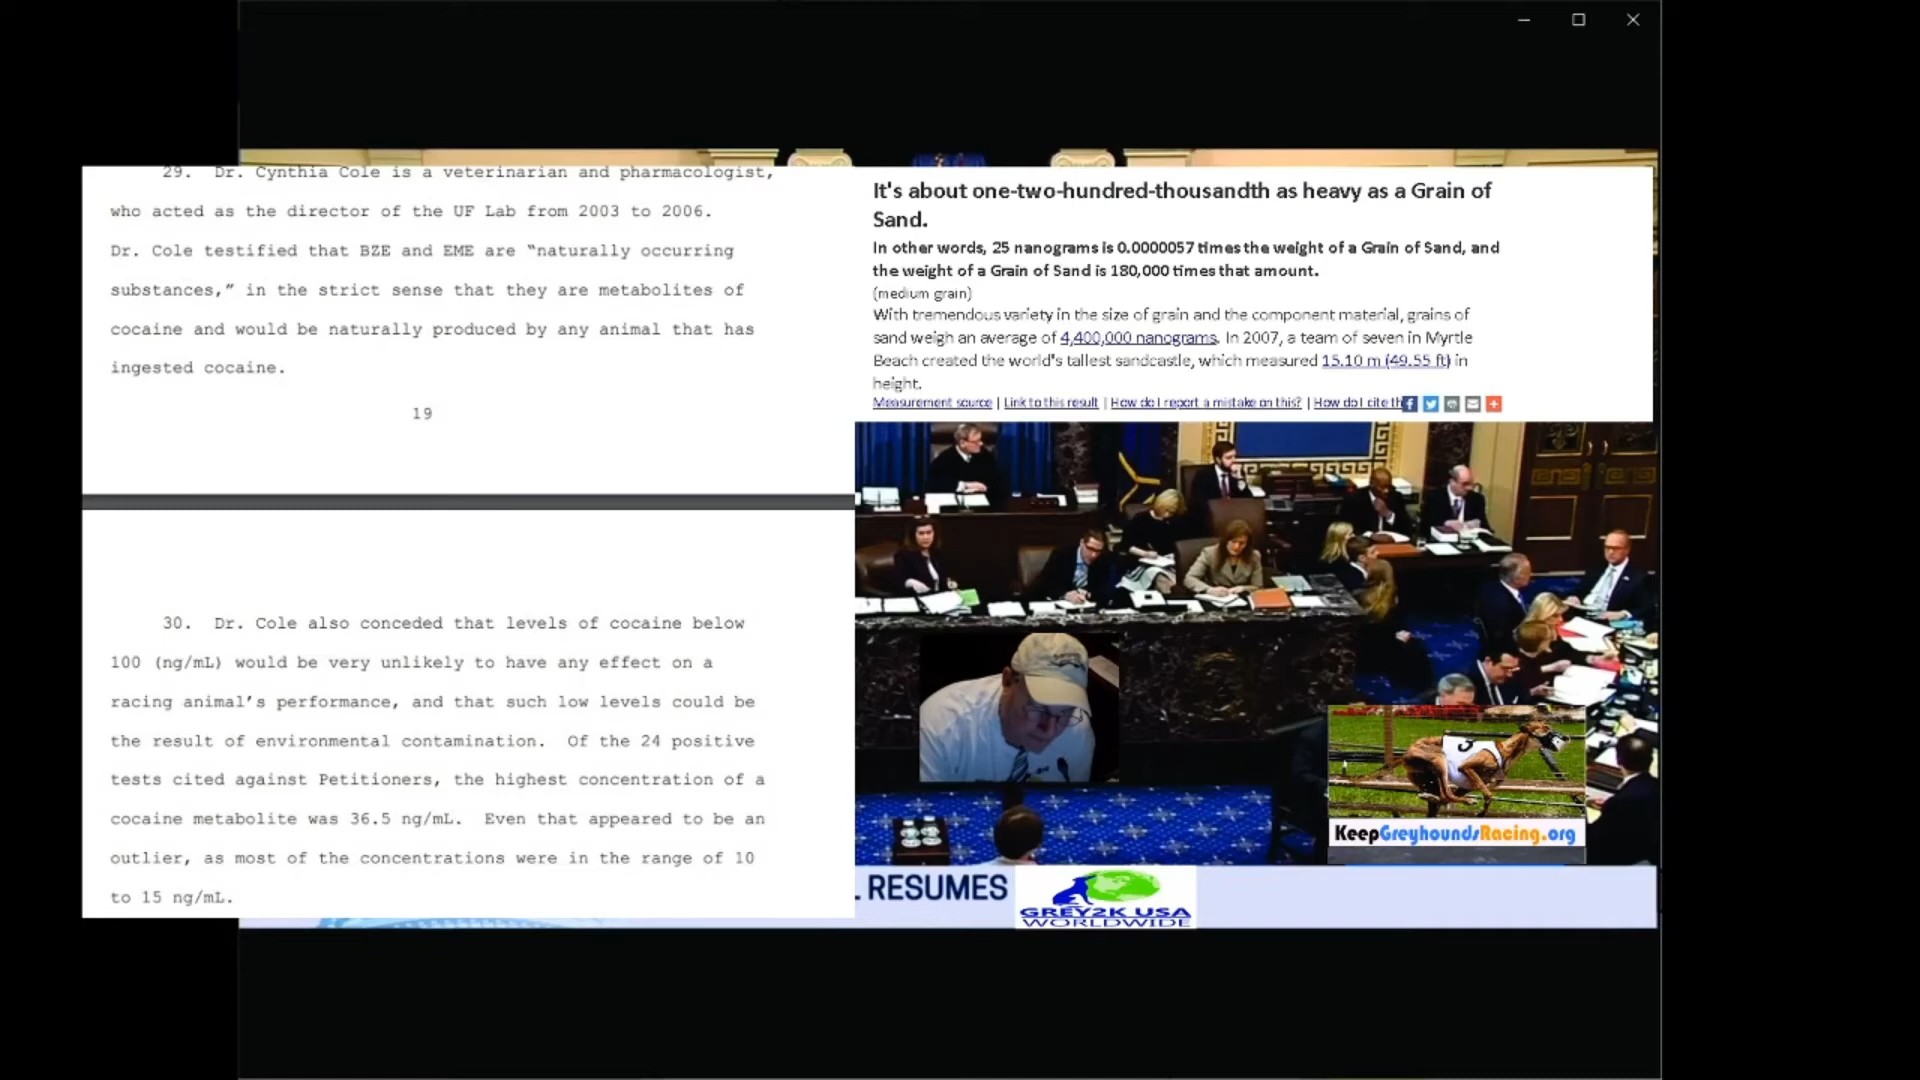 29. Dr. Cynthia Cole is a veterinarian and pharmacologist,
who acted as the director of the UF Lab from 2003 to 2006.
Dr. Cole testified that BZE and EME are “naturally occurring
substances,” in the strict sense that they are metabolites of
cocaine and would be naturally produced by any animal that has
ingested cocaine.
19
30. Dr. Cole also conceded that levels of cocaine below
100 (ng/mL) would be very unlikely to have any effect on a
racing animal’s performance, and that such low levels could be
the result of environmental contamination. Of the 24 positive
tests cited against Petitioners, the highest concentration of a
cocaine metabolite was 36.5 ng/mL. Even that appeared to be an
outlier, as most of the concentrations were in the range of 10
to 15 ng/mL.
It's about one-two-hundred-thousandth as heavy as a Grain of
Sand.
In other words, 25 nanograms is 0.0000057 times the weight of a Grain of Sand, and
the weight of a Grain of Sand is 180,000 times that amount.
(medium grain)
With tremendous variety in the size of grain and the component material, grains of
sand weigh an average of 4,400,000 nanograms. In 2007, a team of seven in Myrtle
Beach created the world's tallest sandcastle, which measured 15.10 m (49.55 ft) in
height.
Measurement source | Link to this result | How do I report a mistake on this? | How do I cite th
3
KeepGreyhoundsRacing.org
L RESUMES
GREY2K USA
WORLDWIDE